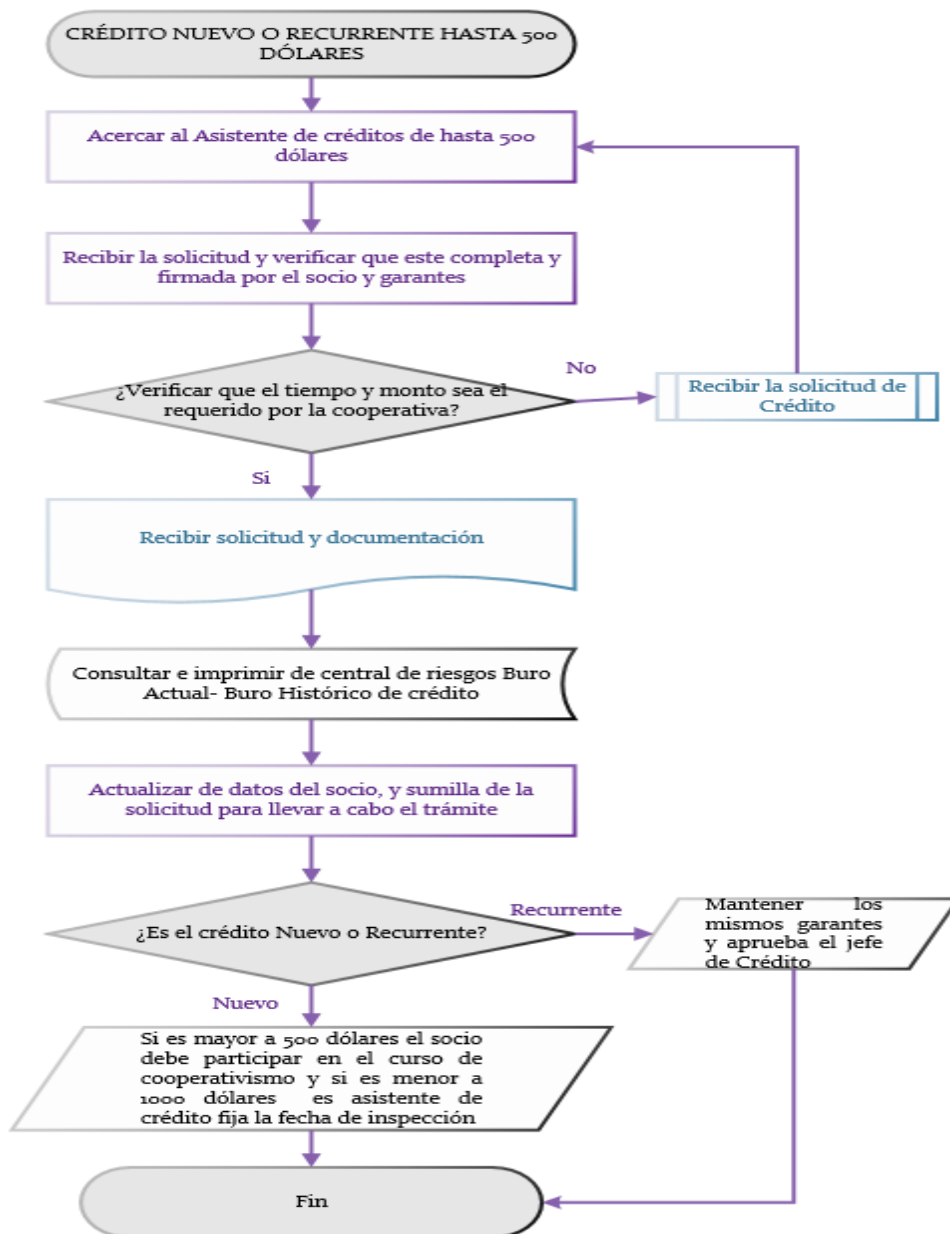 CRÉDITO NUEVO O RECURRENTE HASTA 500
DÓLARES
Acercar al Asistente de créditos de hasta 500
dólares
Recibir la solicitud y verificar que este completa y
firmada por el socio y garantes
¿Verificar que el tiempo y monto sea el
requerido por la cooperativa?
No
Recibir la solicitud de
Crédito
Si
Recibir solicitud y documentación
Consultar e imprimir de central de riesgos Buro
Actual- Buro Histórico de crédito
Actualizar de datos del socio, y sumilla de la
solicitud para llevar a cabo el trámite
¿Es el crédito Nuevo o Recurrente?
Recurrente
Mantener los
mismos garantes
y aprueba el jefe
de Crédito
Nuevo
Si es mayor a 500 dólares el socio
debe participar en el curso de
cooperativismo y si es menor a
1000 dólares es asistente de
crédito fija la fecha de inspección
Fin